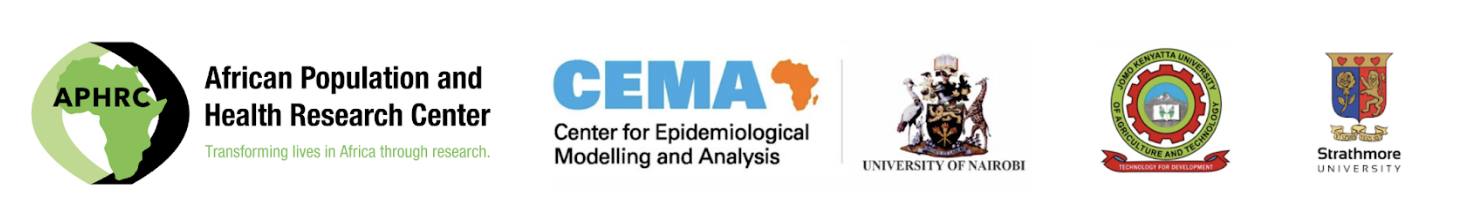 APHRC
African Population and
Health Research Center
Transforming lives in Africa through research.
CEMA
Center for Epidemiological
Modelling and Analysis
UNIVERSITY OF NAIROBI
JOMO KENYATTA UNIVERSITY
OF AGRICULTURE AND TECHNOLOGY
TECHNOLOGY FOR DEVELOPMENT
Strathmore
UNIVERSITY